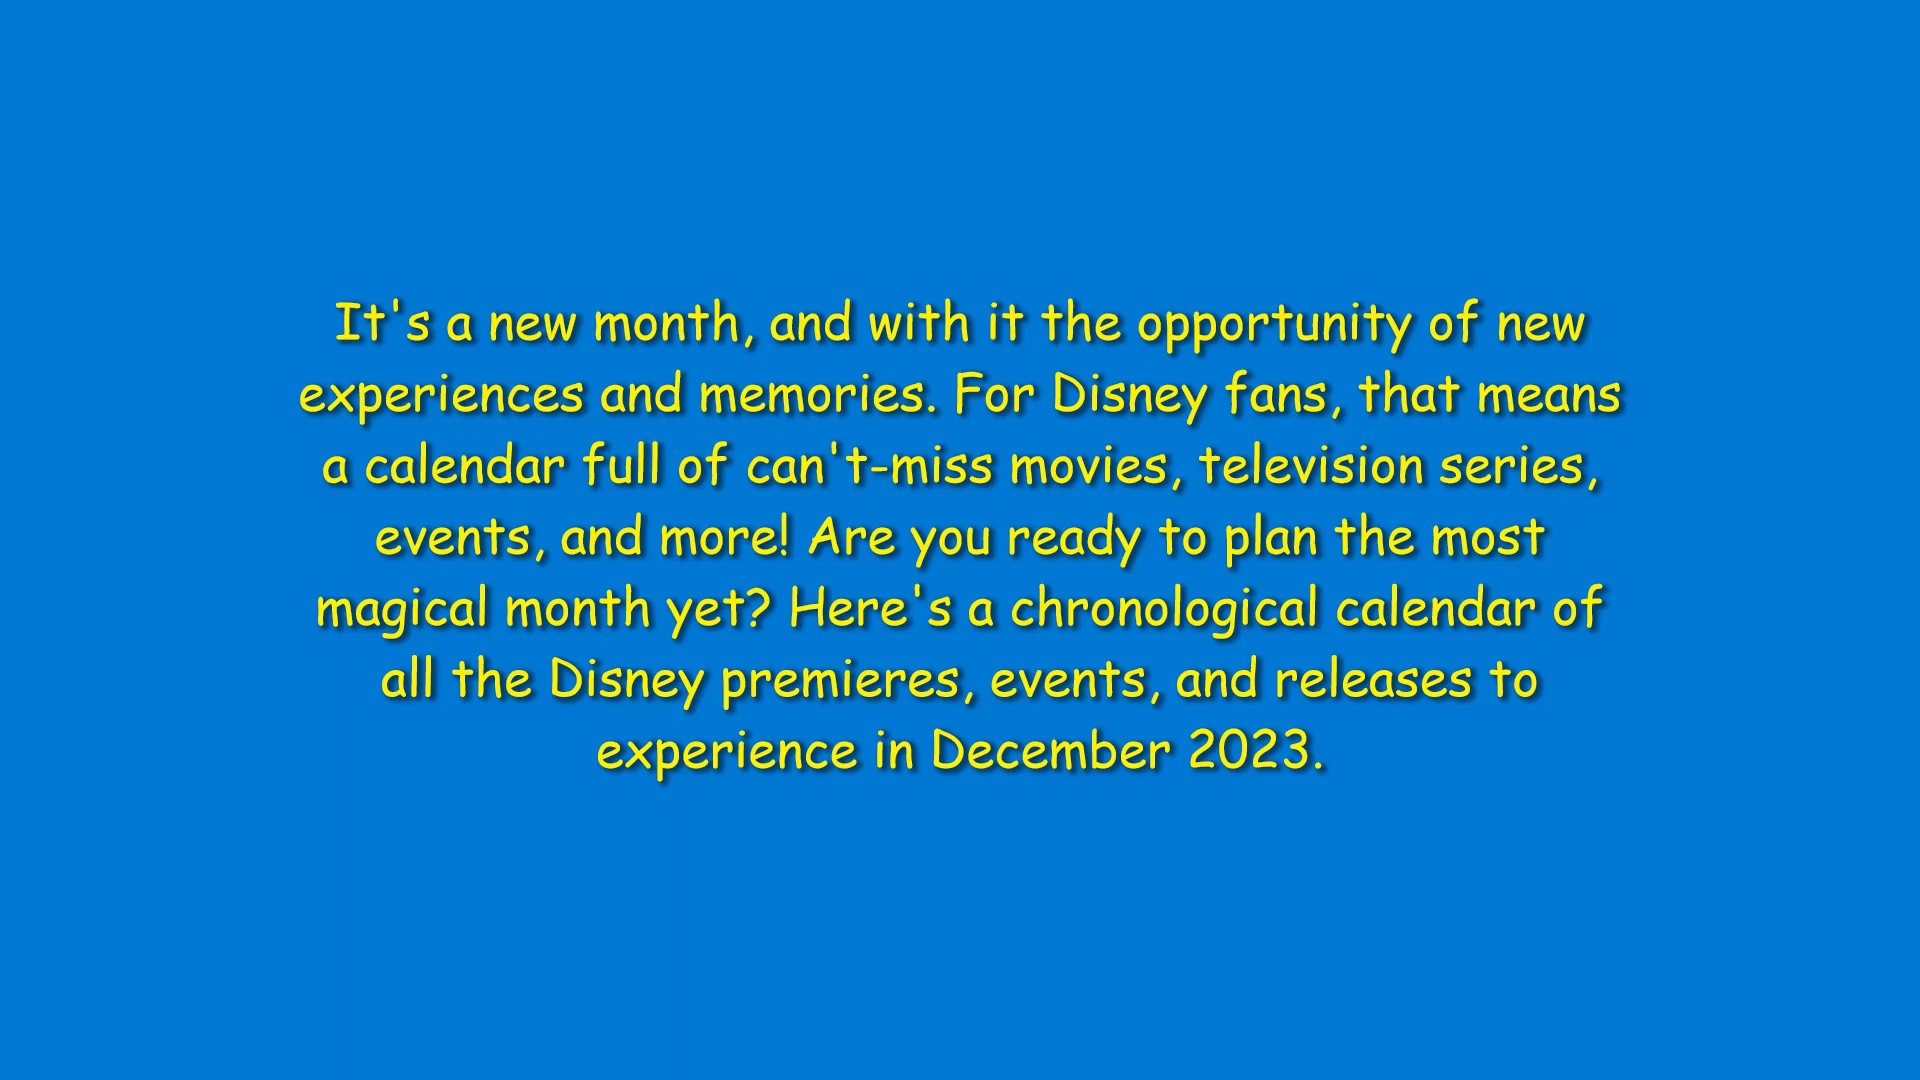 It's a new month, and with it the opportunity of new
experiences and memories. For Disney fans, that means
a calendar full of can't-miss movies, television series,
events, and more! Are you ready to plan the most
magical month yet? Here's a chronological calendar of
all the Disney premieres, events, and releases to
experience in December 2023.